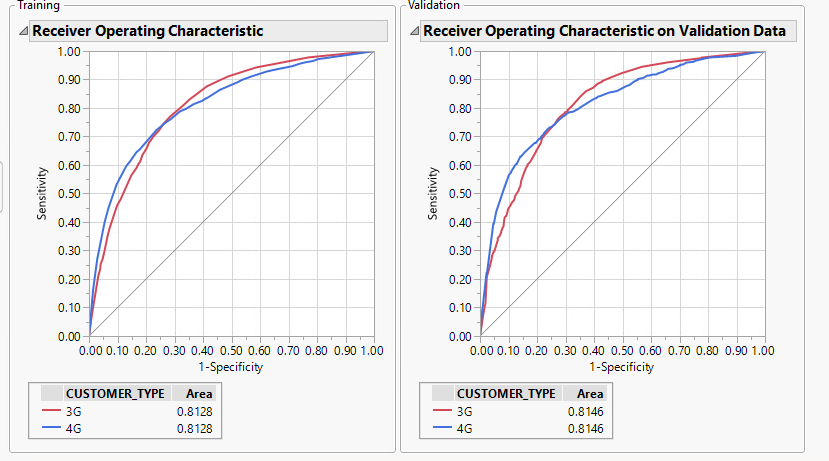 Training
Receiver Operating Characteristic
1.00
0.90
0.80
0.70
0.60
0.50
0.40
0.30
0.20
0.10
0.00
Sensitivity
0.00 0.10 0.20 0.30 0.40 0.50 0.60 0.70 0.80 0.90 1.00
1-Specificity
CUSTOMER_TYPE Area
3G 0.8128
4G 0.8128
Validation
Receiver Operating Characteristic on Validation Data
1.00
0.90
0.80
0.70
0.60
0.50
0.40
0.30
0.20
0.10
0.00
Sensitivity
0.00 0.10 0.20 0.30 0.40 0.50 0.60 0.70 0.80 0.90 1.00
1-Specificity
CUSTOMER_TYPE Area
3G 0.8146
4G 0.8146